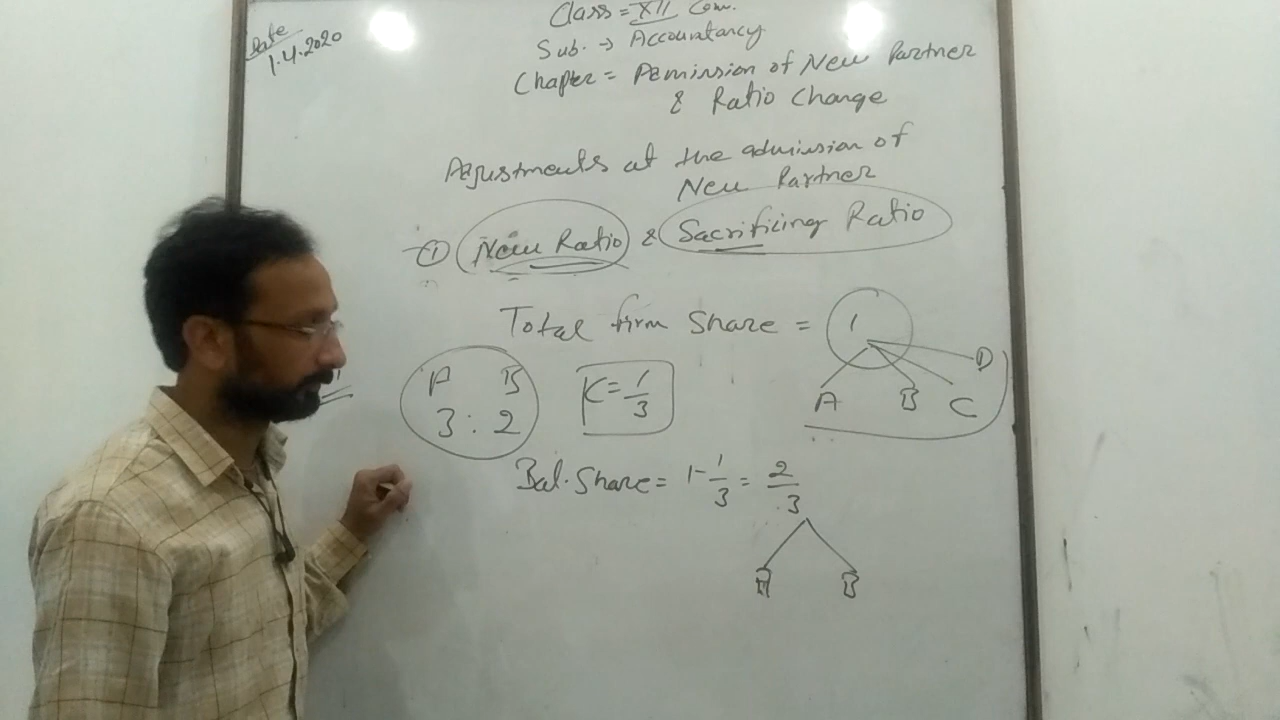 Date
1.4.2020
Class = XII Com.
Sub. → Accountancy
Chapter = Admission of New Partner
& Ratio Change
Adjustments at the admission of
New Partner
① New Ratio & Sacrificing Ratio
Total firm Share = 1
A B C D
A B
3 : 2
C = 1/3
Bal. Share = 1 - 1/3 = 2/3
A B